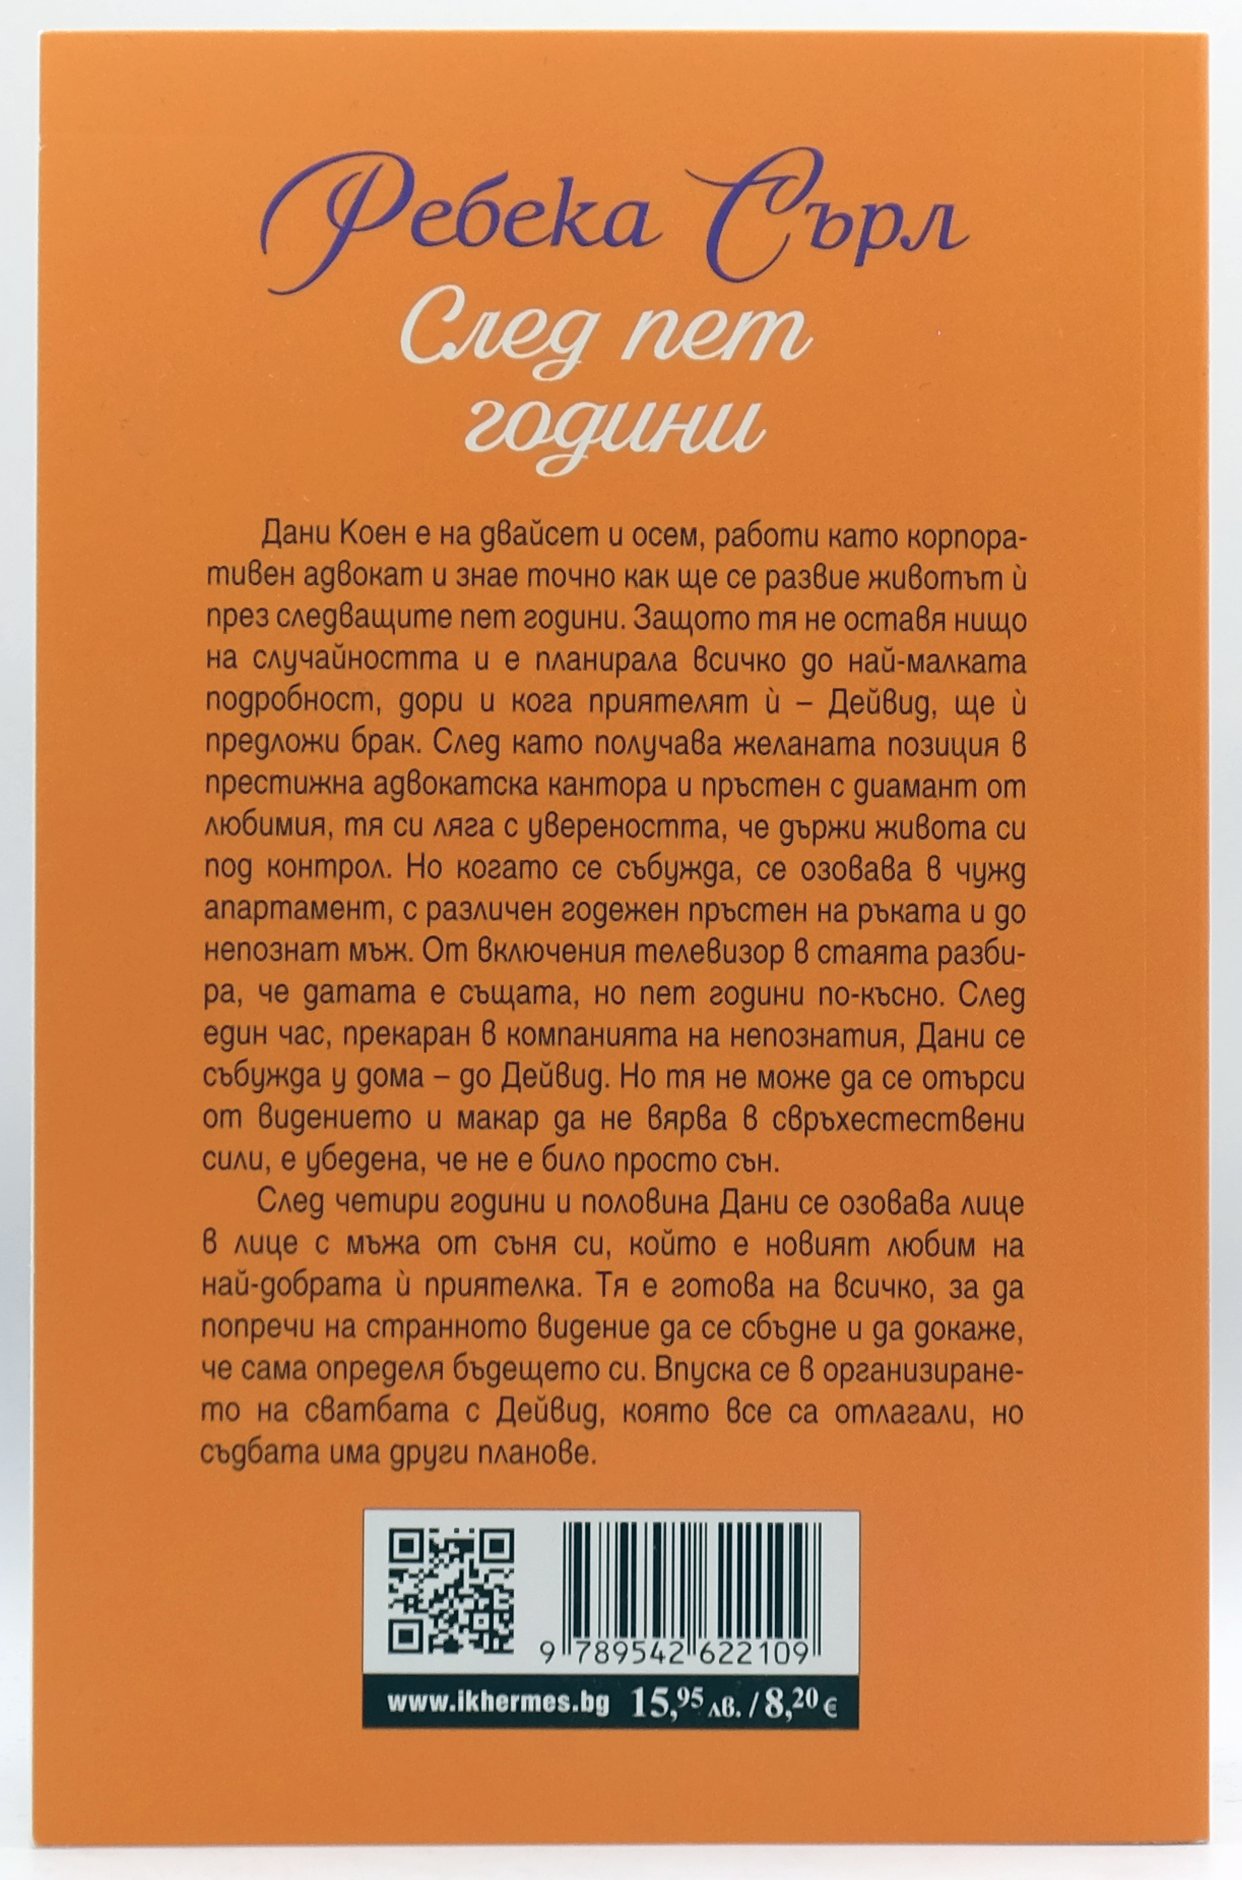 Ребека Сърл
След пет
години
Дани Коен е на двайсет и осем, работи като корпора-
тивен адвокат и знае точно как ще се развие животът ѝ
през следващите пет години. Защото тя не оставя нищо
на случайността и е планирала всичко до най-малката
подробност, дори и кога приятелят ѝ – Дейвид, ще ѝ
предложи брак. След като получава желаната позиция в
престижна адвокатска кантора и пръстен с диамант от
любимия, тя си ляга с увереността, че държи живота си
под контрол. Но когато се събужда, се озовава в чужд
апартамент, с различен годежен пръстен на ръката и до
непознат мъж. От включения телевизор в стаята разби-
ра, че датата е същата, но пет години по-късно. След
един час, прекаран в компанията на непознатия, Дани се
събужда у дома – до Дейвид. Но тя не може да се отърси
от видението и макар да не вярва в свръхестествени
сили, е убедена, че не е било просто сън.
След четири години и половина Дани се озовава лице
в лице с мъжа от съня си, който е новият любим на
най-добрата ѝ приятелка. Тя е готова на всичко, за да
попречи на странното видение да се сбъдне и да докаже,
че сама определя бъдещето си. Впуска се в организиране-
то на сватбата с Дейвид, която все са отлагали, но
съдбата има други планове.
9 789542 622109
www.ikhermes.bg 15,95 лв. / 8,20 €